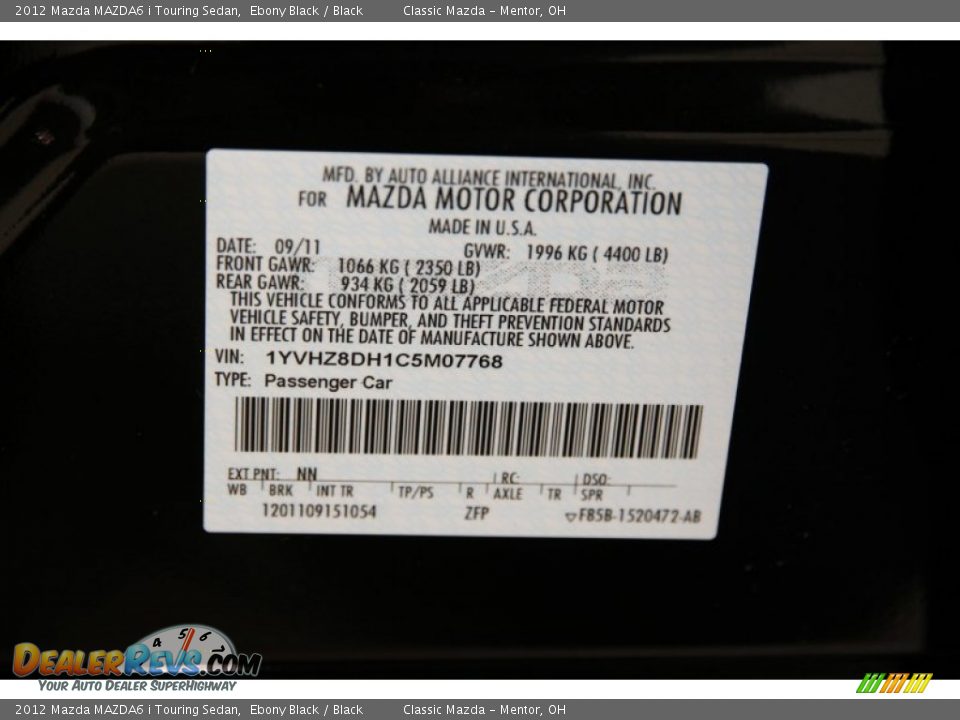 2012 Mazda MAZDA6 i Touring Sedan, Ebony Black / Black Classic Mazda - Mentor, OH
MFD. BY AUTO ALLIANCE INTERNATIONAL, INC.
FOR MAZDA MOTOR CORPORATION
MADE IN U.S.A.
DATE: 09/11 GVWR: 1996 KG ( 4400 LB)
FRONT GAWR: 1066 KG ( 2350 LB)
REAR GAWR: 934 KG ( 2059 LB)
THIS VEHICLE CONFORMS TO ALL APPLICABLE FEDERAL MOTOR
VEHICLE SAFETY, BUMPER, AND THEFT PREVENTION STANDARDS
IN EFFECT ON THE DATE OF MANUFACTURE SHOWN ABOVE.
VIN: 1YVHZ8DH1C5M07768
TYPE: Passenger Car
EXT PNT: NN RC: DSO:
WB BRK INT TR TP/PS R AXLE TR SPR
1201109151054 ZFP F85B-1520472-AB
4 5 6 7
DEALERREVS.COM
YOUR AUTO DEALER SUPERHIGHWAY
2012 Mazda MAZDA6 i Touring Sedan, Ebony Black / Black Classic Mazda - Mentor, OH